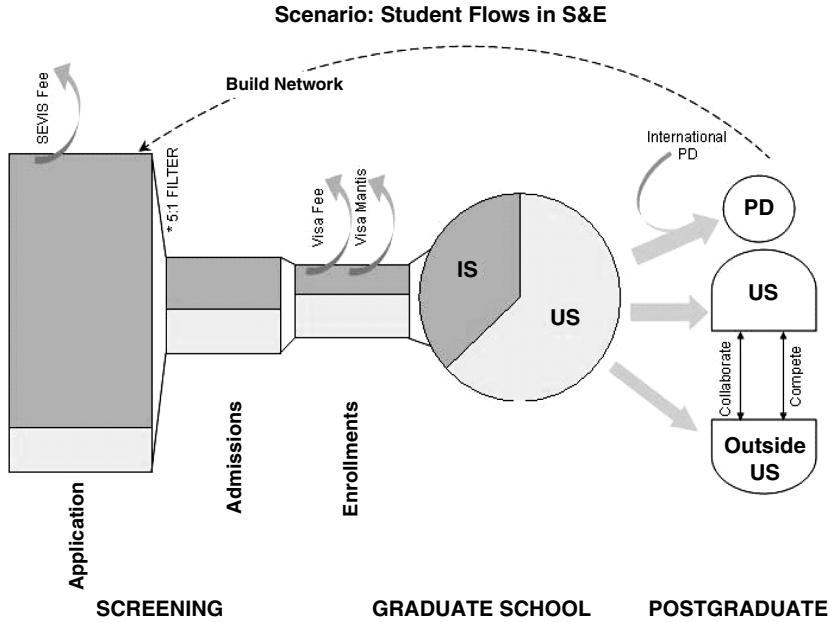 Scenario: Student Flows in S&E
Build Network
SEVIS Fee
* 5:1 FILTER
Visa Fee
Visa Mantis
International
PD
PD
IS
US
US
Collaborate
Compete
Outside
US
Application
Admissions
Enrollments
SCREENING
GRADUATE SCHOOL
POSTGRADUATE